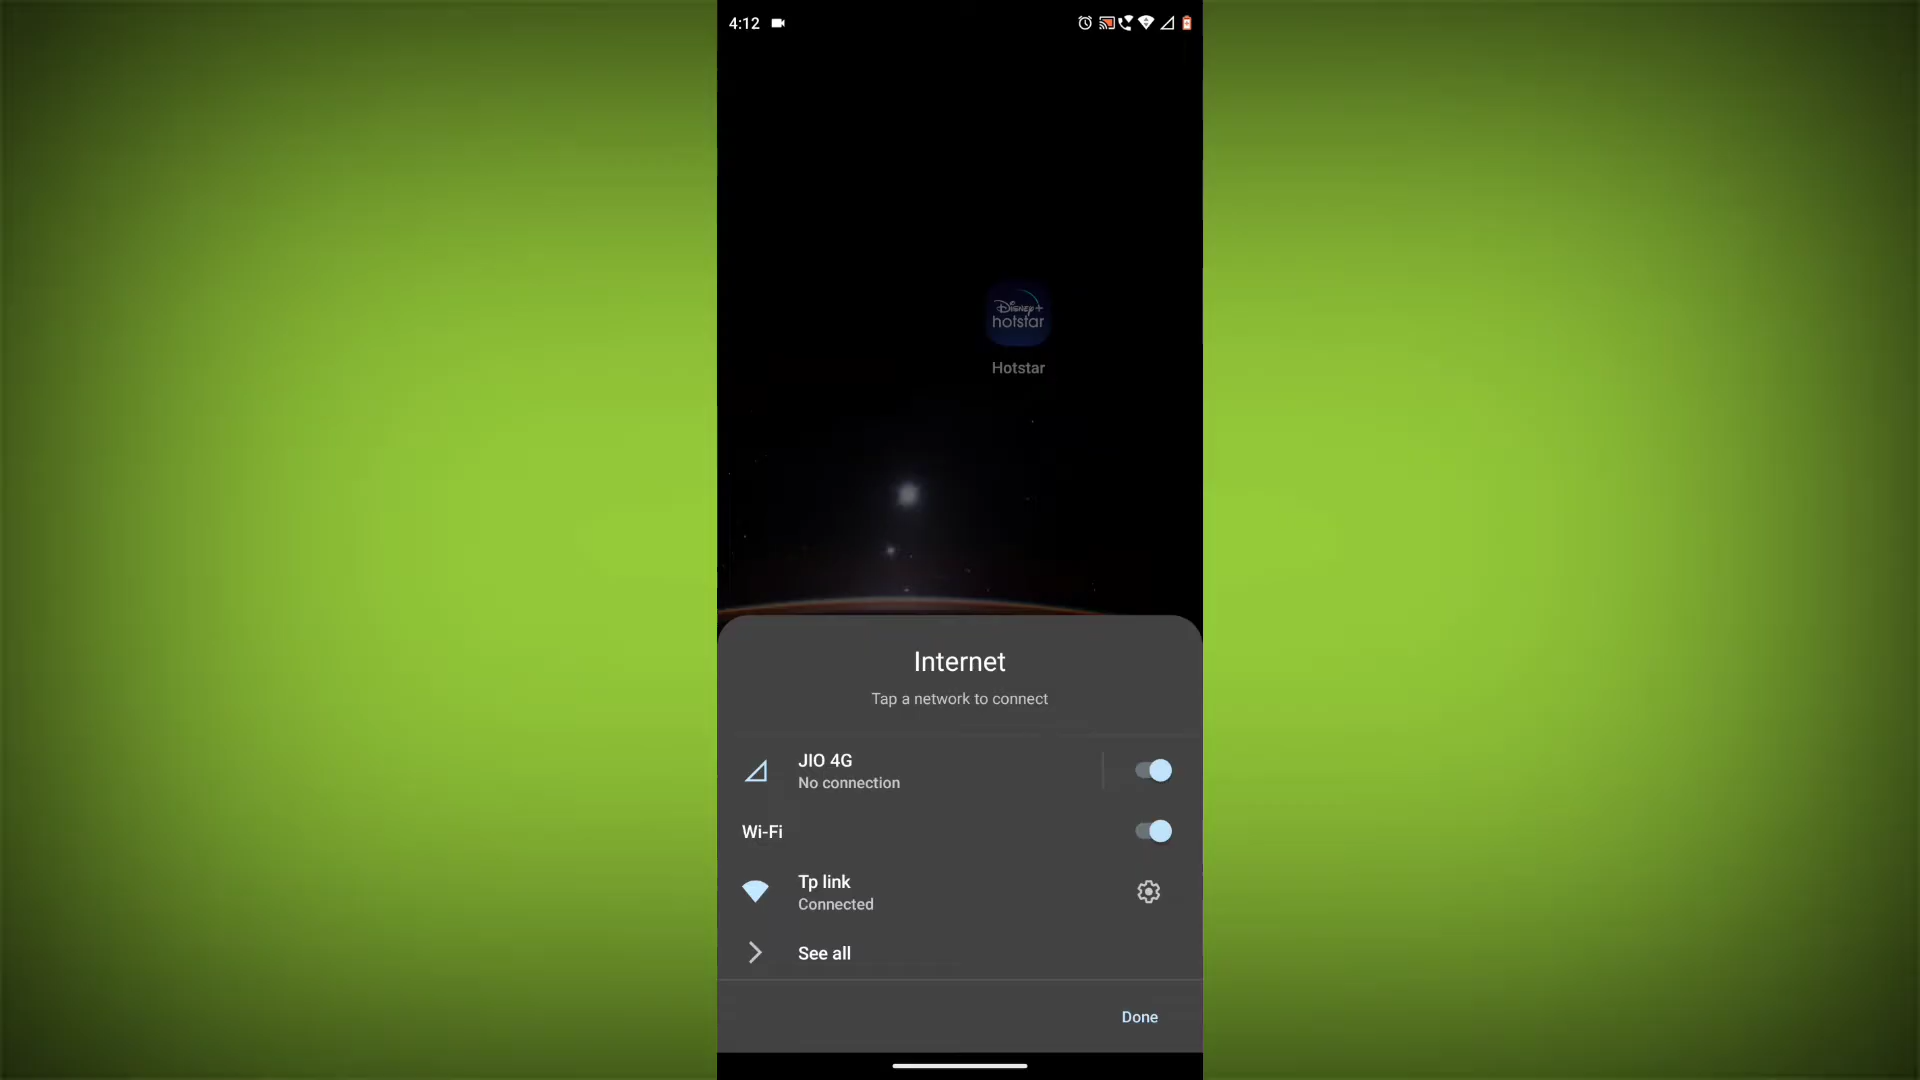 4:12
Disney+
hotstar
Hotstar
Internet
Tap a network to connect
JIO 4G
No connection
Wi-Fi
Tp link
Connected
See all
Done